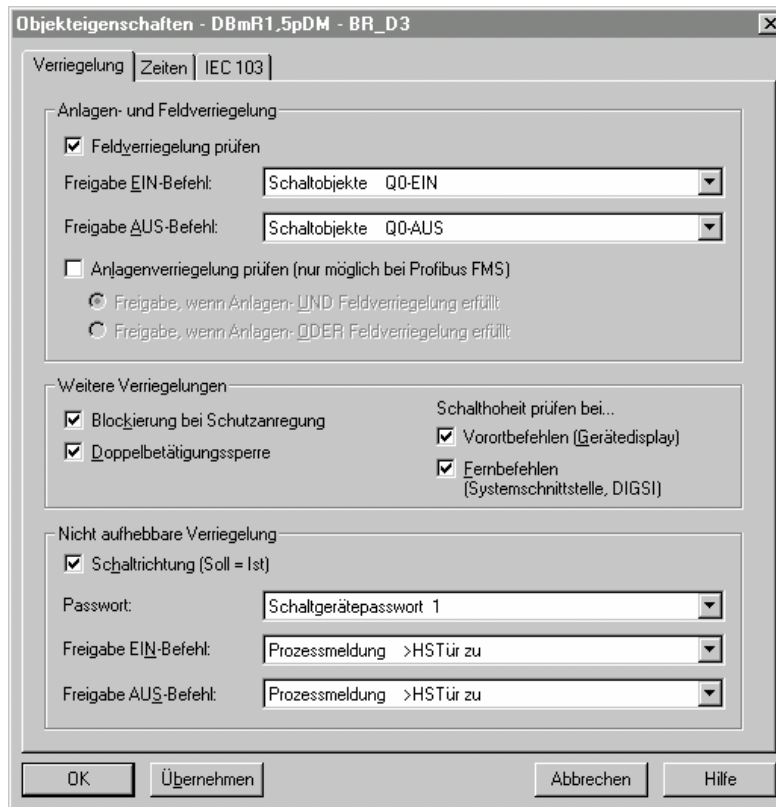 Objekteigenschaften - DBmR1,5pDM - BR_D3
Verriegelung Zeiten IEC 103
Anlagen- und Feldverriegelung
Feldverriegelung prüfen
Freigabe EIN-Befehl: Schaltobjekte Q0-EIN
Freigabe AUS-Befehl: Schaltobjekte Q0-AUS
Anlagenverriegelung prüfen (nur möglich bei Profibus FMS)
Freigabe, wenn Anlagen- UND Feldverriegelung erfüllt
Freigabe, wenn Anlagen- ODER Feldverriegelung erfüllt
Weitere Verriegelungen
Blockierung bei Schutzanregung
Doppelbetätigungssperre
Schalthoheit prüfen bei...
Vorortbefehlen (Gerätedisplay)
Fernbefehlen
(Systemschnittstelle, DIGSI)
Nicht aufhebbare Verriegelung
Schaltrichtung (Soll = Ist)
Passwort: Schaltgerätepasswort 1
Freigabe EIN-Befehl: Prozessmeldung >HSTür zu
Freigabe AUS-Befehl: Prozessmeldung >HSTür zu
OK Übernehmen Abbrechen Hilfe